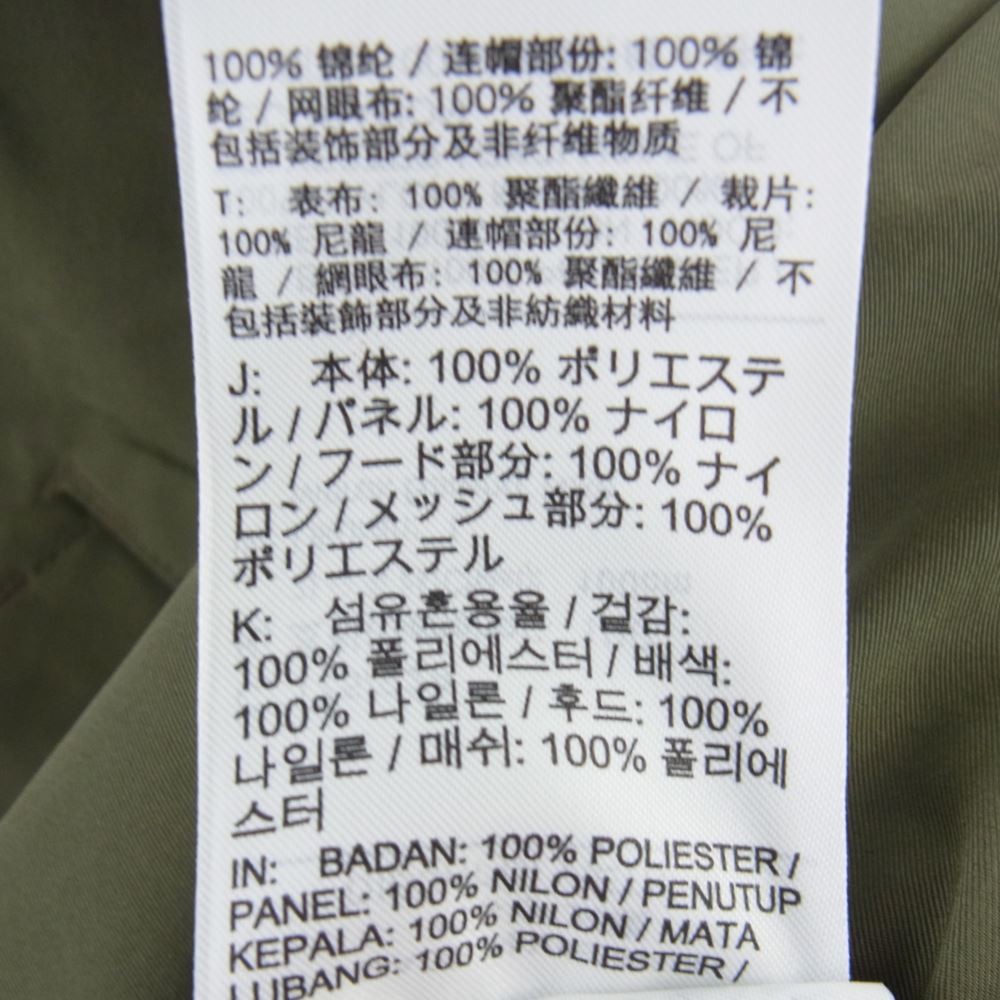 100% 锦纶 / 连帽部份: 100% 锦
纶 / 网眼布: 100% 聚酯纤维 / 不
包括装饰部分及非纤维物质
T: 表布: 100% 聚酯纖維 / 裁片:
100% 尼龍 / 連帽部份: 100% 尼
龍 / 網眼布: 100% 聚酯纖維 / 不
包括裝飾部分及非紡織材料
J: 本体: 100% ポリエステ
ル / パネル: 100% ナイロ
ン / フード部分: 100% ナイ
ロン / メッシュ部分: 100%
ポリエステル
K: 섬유혼용율 / 겉감:
100% 폴리에스터 / 배색:
100% 나일론 / 후드: 100%
나일론 / 매쉬: 100% 폴리에
스터
IN: BADAN: 100% POLIESTER /
PANEL: 100% NILON / PENUTUP
KEPALA: 100% NILON / MATA
LUBANG: 100% POLIESTER /